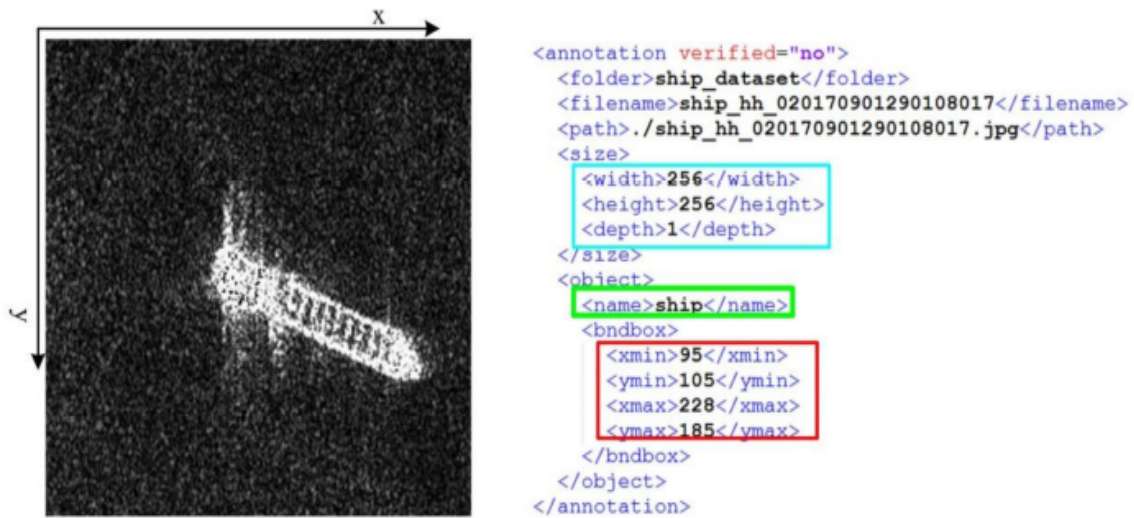 x
y
<annotation verified="no">
<folder>ship_dataset</folder>
<filename>ship_hh_020170901290108017</filename>
<path>./ship_hh_020170901290108017.jpg</path>
<size>
<width>256</width>
<height>256</height>
<depth>1</depth>
</size>
<object>
<name>ship</name>
<bndbox>
<xmin>95</xmin>
<ymin>105</ymin>
<xmax>228</xmax>
<ymax>185</ymax>
</bndbox>
</object>
</annotation>